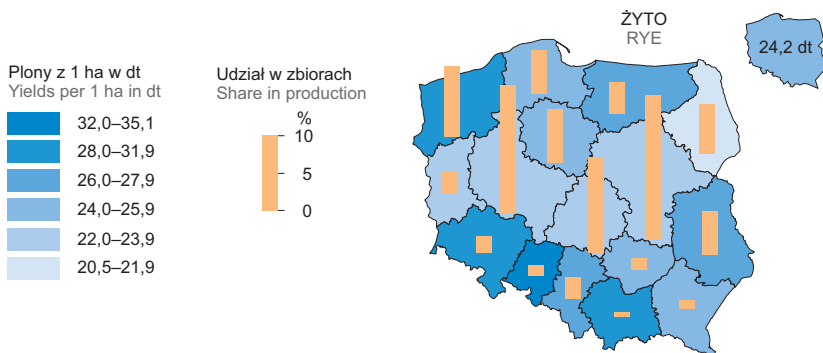 ŻYTO
RYE
24,2 dt
Plony z 1 ha w dt
Yields per 1 ha in dt
32,0–35,1
28,0–31,9
26,0–27,9
24,0–25,9
22,0–23,9
20,5–21,9
Udział w zbiorach
Share in production
%
10
5
0